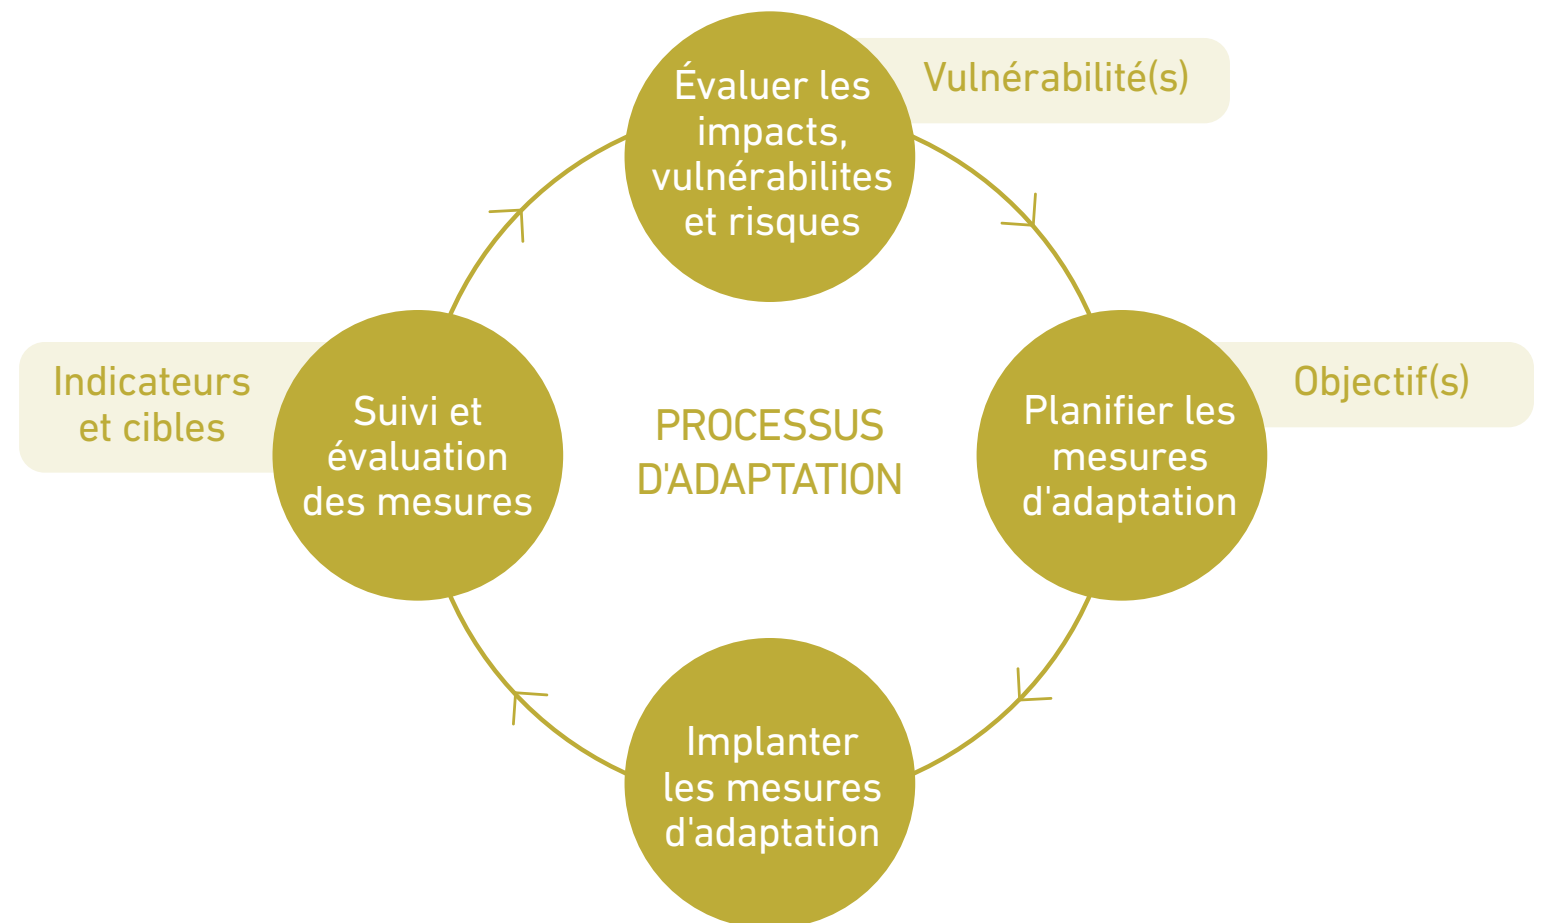 Évaluer les
impacts,
vulnérabilites
et risques
Vulnérabilité(s)
Indicateurs
et cibles
Suivi et
évaluation
des mesures
PROCESSUS
D'ADAPTATION
Planifier les
mesures
d'adaptation
Objectif(s)
Implanter
les mesures
d'adaptation